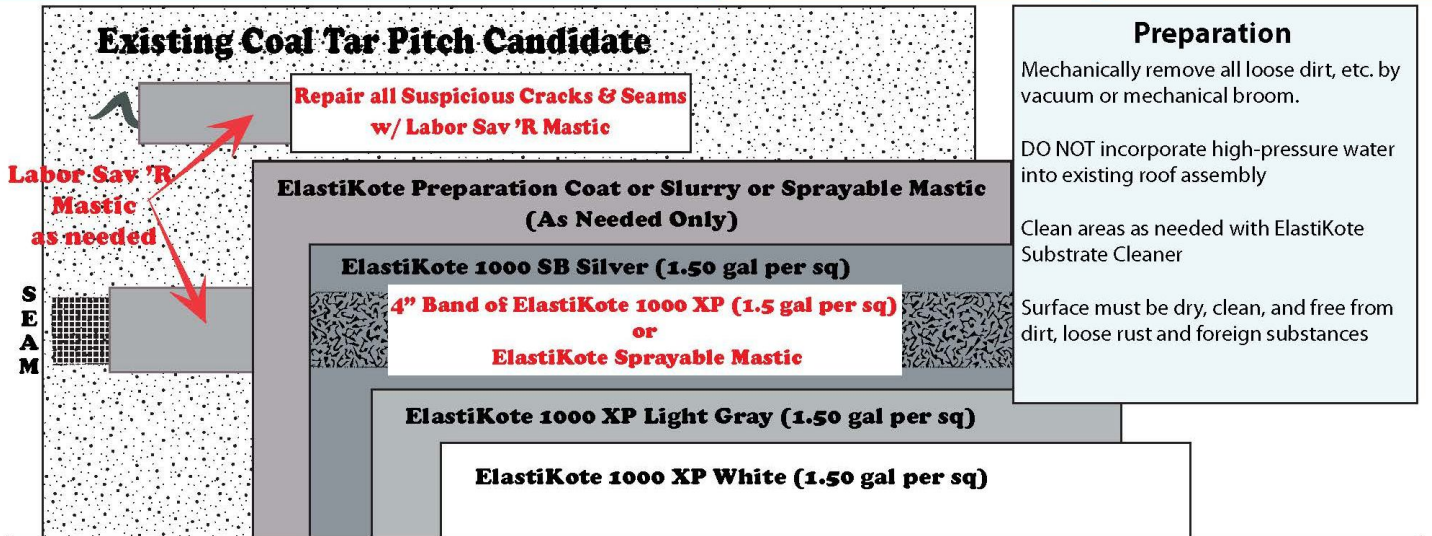 Existing Coal Tar Pitch Candidate
Repair all Suspicious Cracks & Seams
w/ Labor Sav ’R Mastic
Labor Sav ’R
Mastic
as needed
ElastiKote Preparation Coat or Slurry or Sprayable Mastic
(As Needed Only)
ElastiKote 1000 SB Silver (1.50 gal per sq)
SEAM
4” Band of ElastiKote 1000 XP (1.5 gal per sq)
or
ElastiKote Sprayable Mastic
ElastiKote 1000 XP Light Gray (1.50 gal per sq)
ElastiKote 1000 XP White (1.50 gal per sq)
Preparation
Mechanically remove all loose dirt, etc. by
vacuum or mechanical broom.
DO NOT incorporate high-pressure water
into existing roof assembly
Clean areas as needed with ElastiKote
Substrate Cleaner
Surface must be dry, clean, and free from
dirt, loose rust and foreign substances